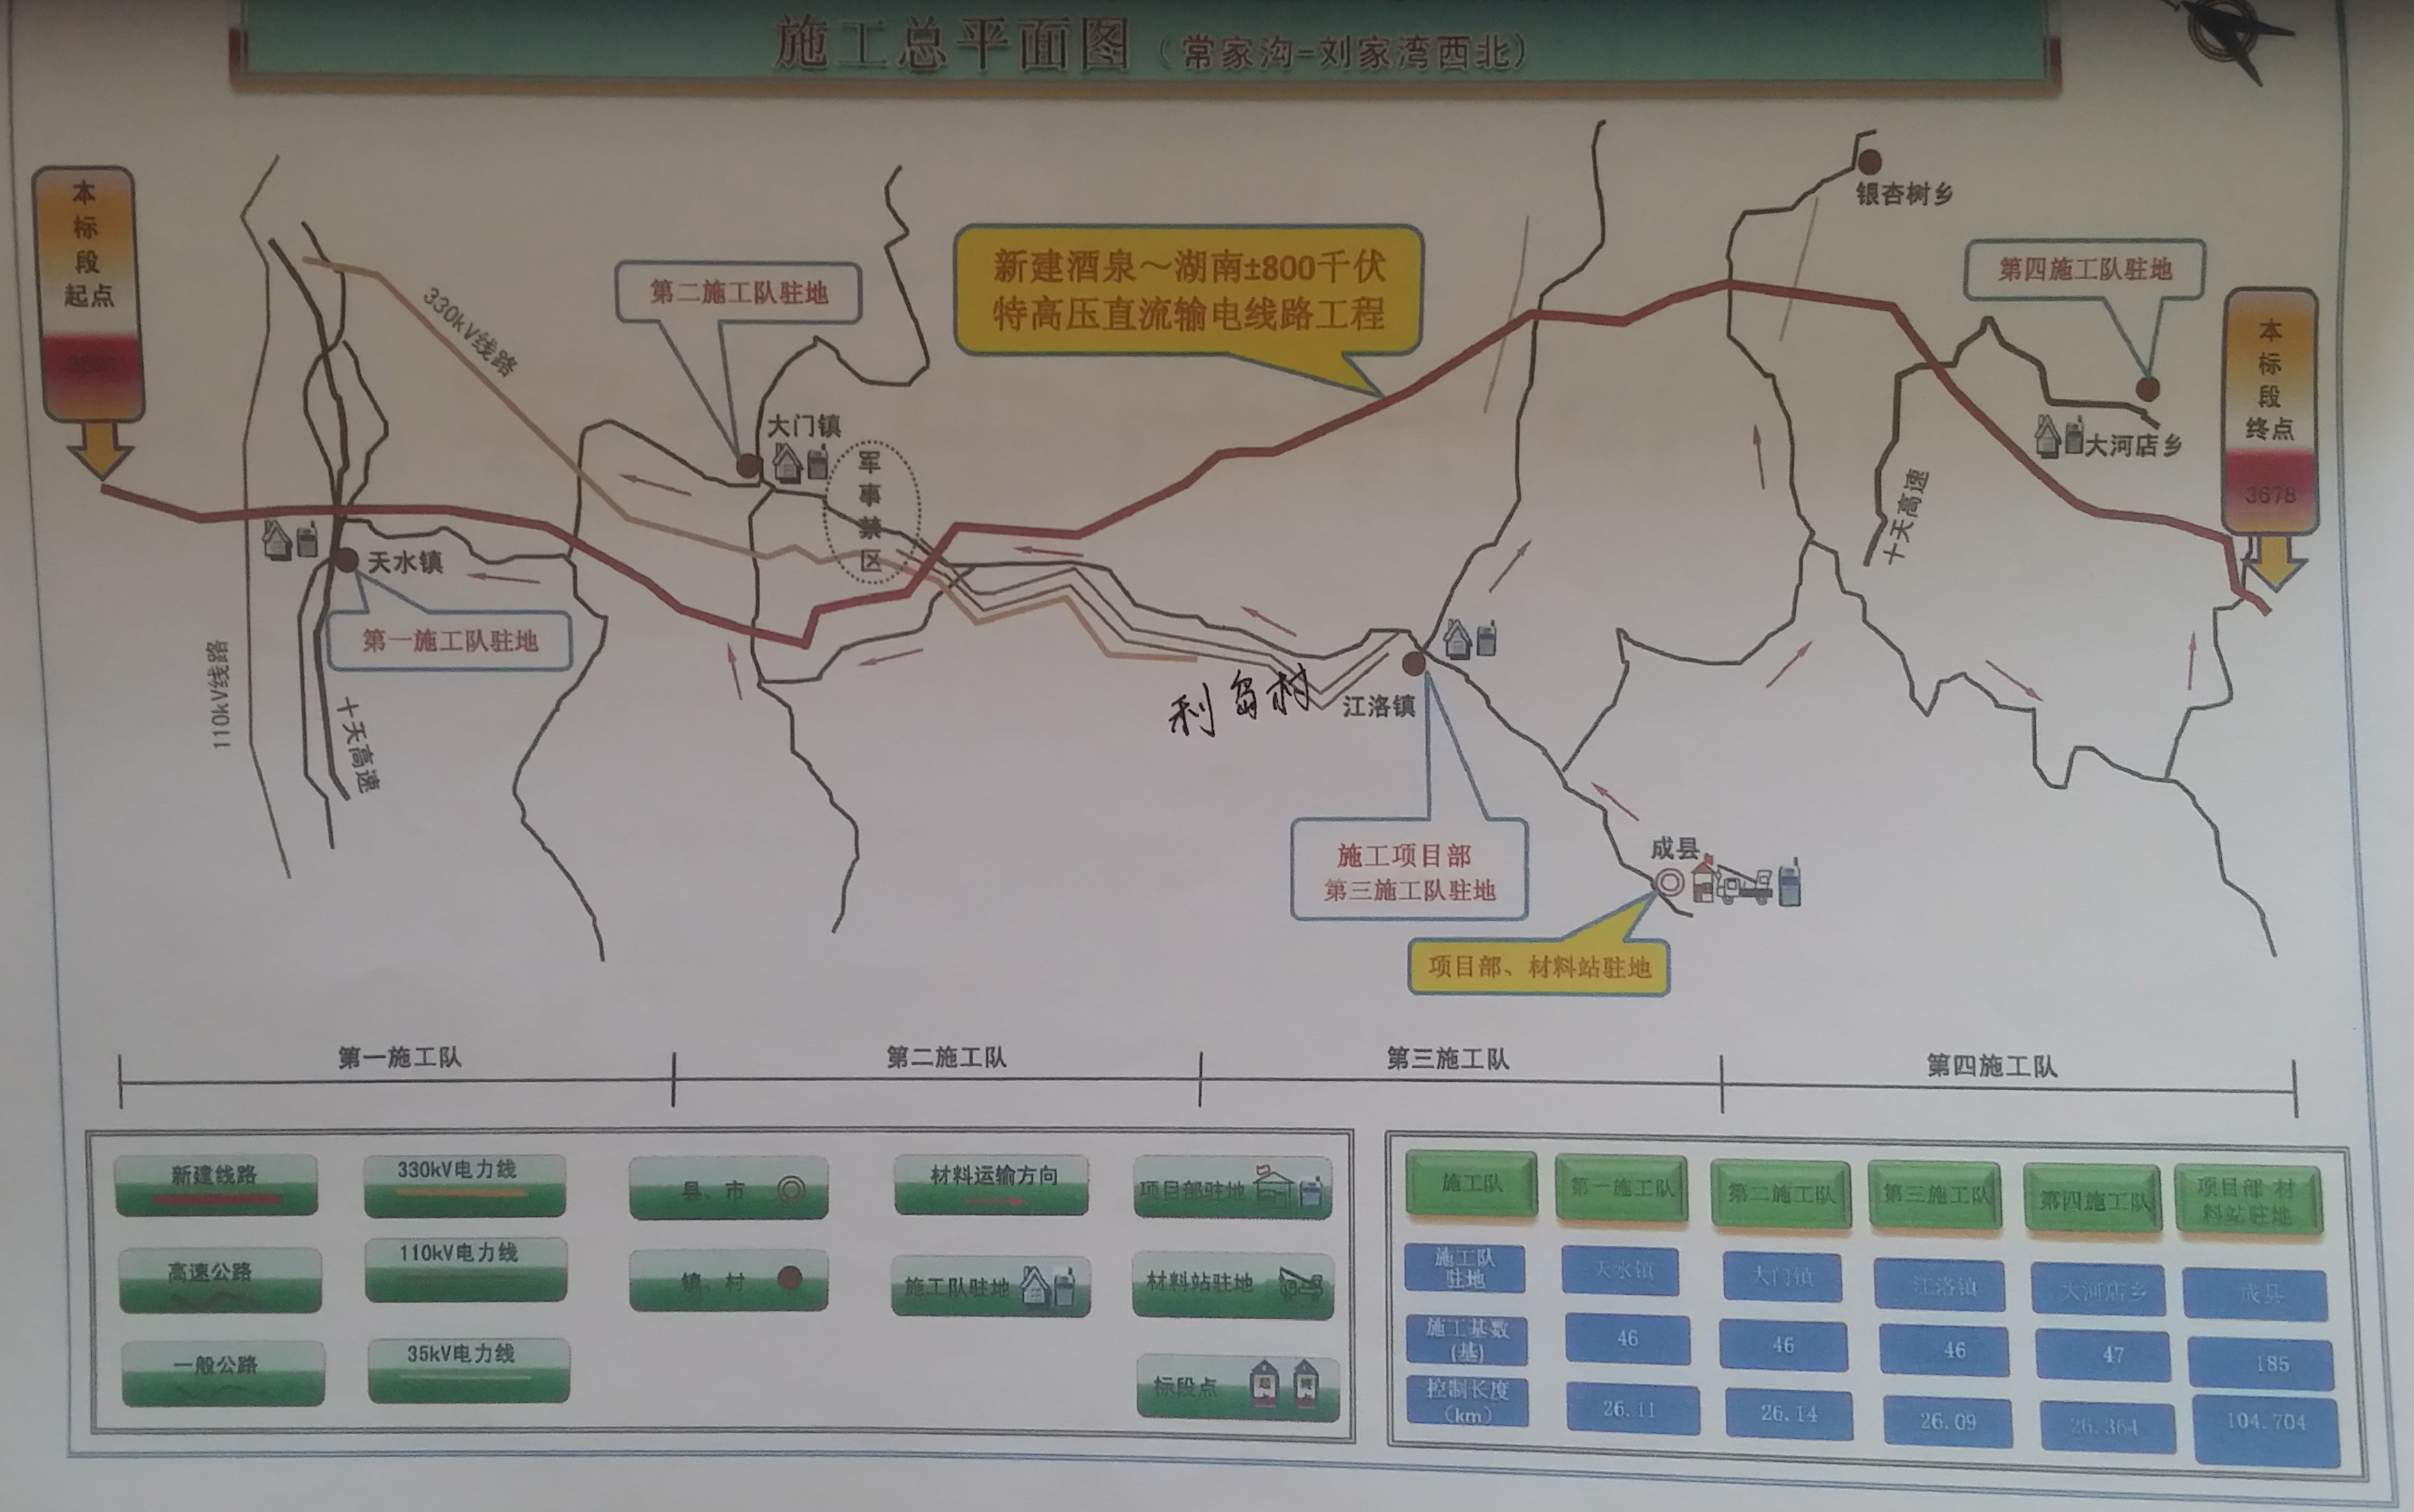 施工总平面图（常家沟=刘家湾西北）
本
标
段
起点
330kV线路
第二施工队驻地
大门镇
军
事
禁
区
新建酒泉～湖南±800千伏
特高压直流输电线路工程
银杏树乡
第四施工队驻地
大河店乡
十天高速
本
标
段
终点
3678
天水镇
第一施工队驻地
110kV线路
十天高速
利岛村
江洛镇
施工项目部
第三施工队驻地
成县
项目部、材料站驻地
第一施工队
第二施工队
第三施工队
第四施工队
新建线路
330kV电力线
县、市
材料运输方向
项目部驻地
高速公路
110kV电力线
镇、村
施工队驻地
材料站驻地
一般公路
35kV电力线
标段点
起点
终点
施工队
第一施工队
第二施工队
第三施工队
第四施工队
项目部 材
料站驻地
施工队
驻地
天水镇
大门镇
江洛镇
大河店乡
成县
施工基数
(基)
46
46
46
47
185
控制长度
（km）
26.11
26.14
26.09
26.364
104.704